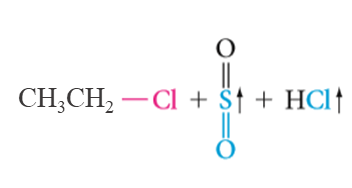 O
CH₃CH₂ — Cl + S↑ + HCl↑
O